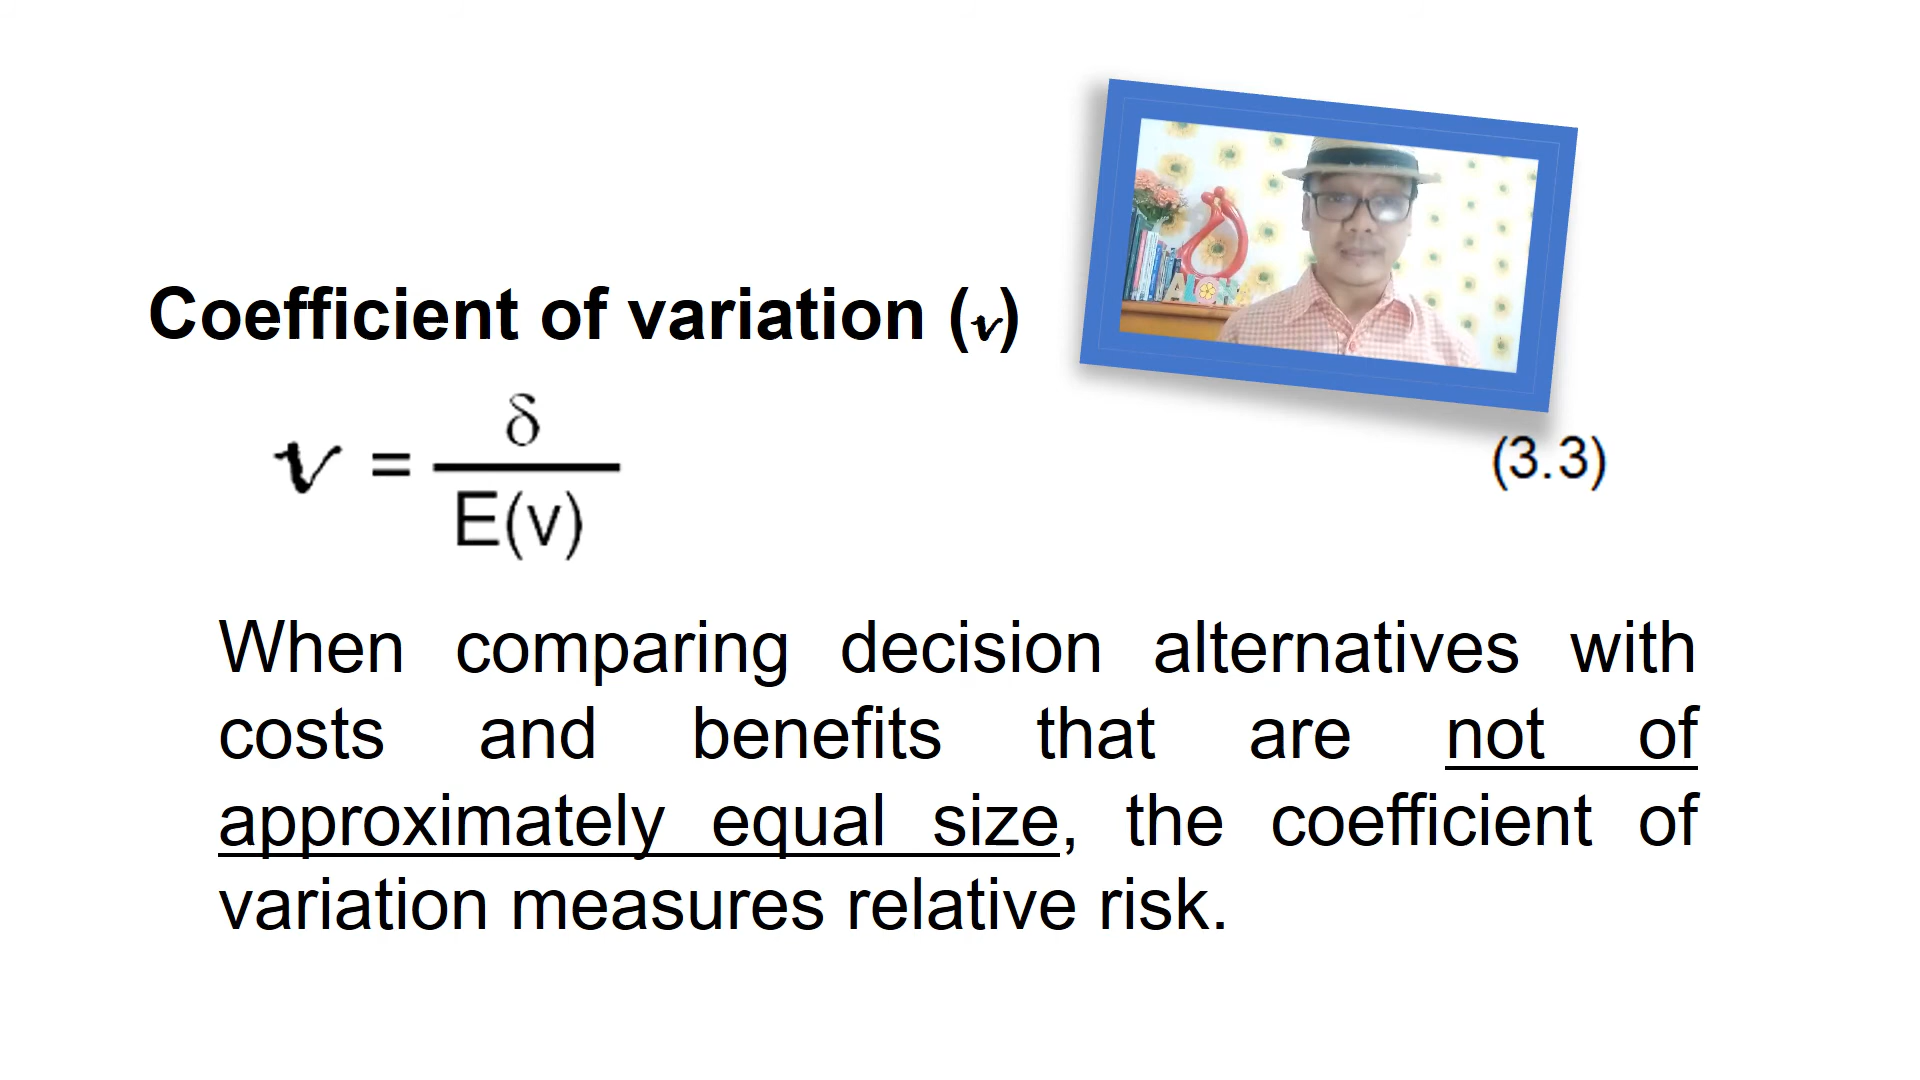 Coefficient of variation (v)
v = δ / E(v) (3.3)
When comparing decision alternatives with
costs and benefits that are not of
approximately equal size, the coefficient of
variation measures relative risk.
ALOHA